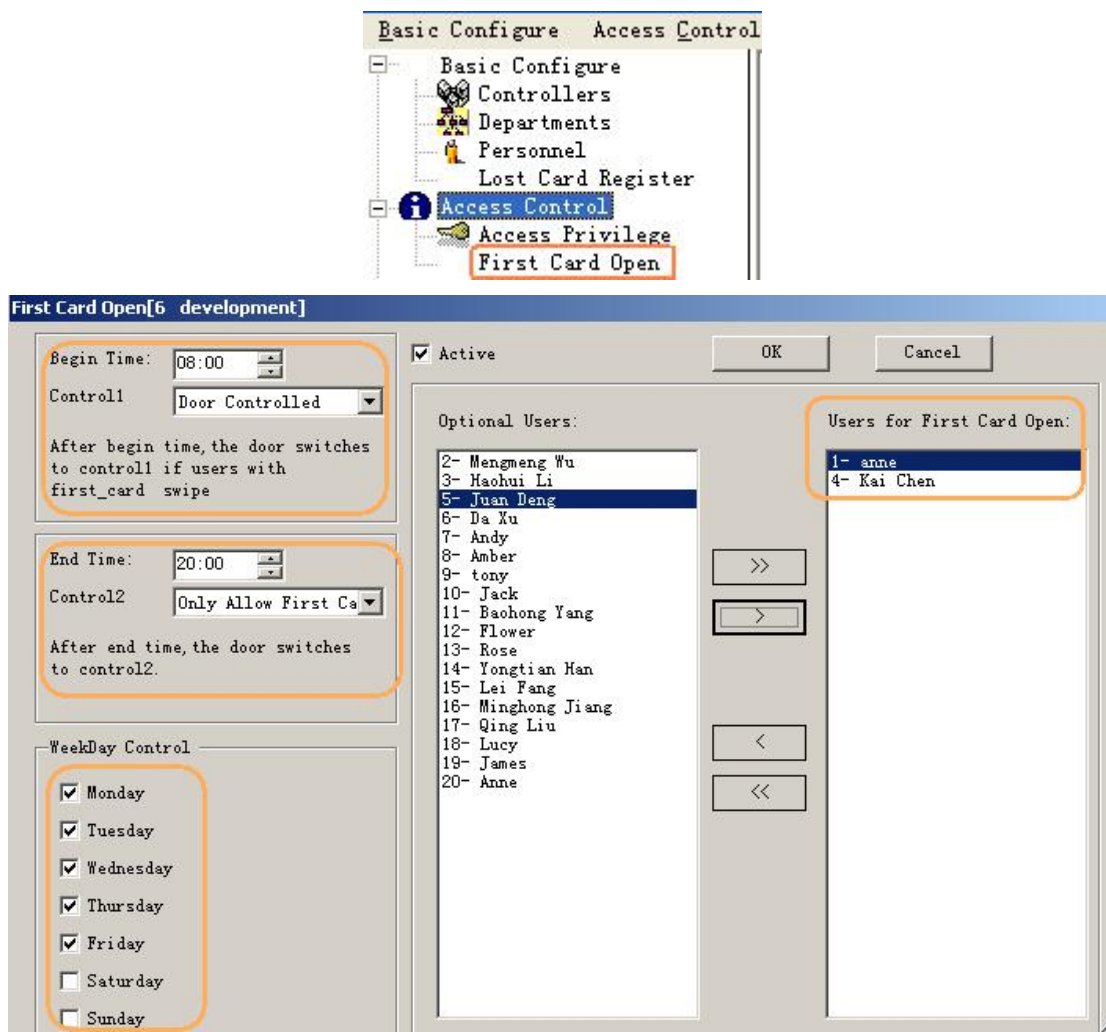 Basic Configure Access Control
Basic Configure
Controllers
Departments
Personnel
Lost Card Register
Access Control
Access Privilege
First Card Open
First Card Open[6 development]
Begin Time: 08:00
Control1 Door Controlled
After begin time, the door switches
to control1 if users with
first_card swipe
End Time: 20:00
Control2 Only Allow First Ca
After end time, the door switches
to control2.
WeekDay Control
Monday
Tuesday
Wednesday
Thursday
Friday
Saturday
Sunday
Active
OK
Cancel
Optional Users:
2- Mengmeng Wu
3- Haohui Li
5- Juan Deng
6- Da Xu
7- Andy
8- Amber
9- tony
10- Jack
11- Baohong Yang
12- Flower
13- Rose
14- Yongtian Han
15- Lei Fang
16- Minghong Jiang
17- Qing Liu
18- Lucy
19- James
20- Anne
>>
>
<
<<
Users for First Card Open:
1- anne
4- Kai Chen